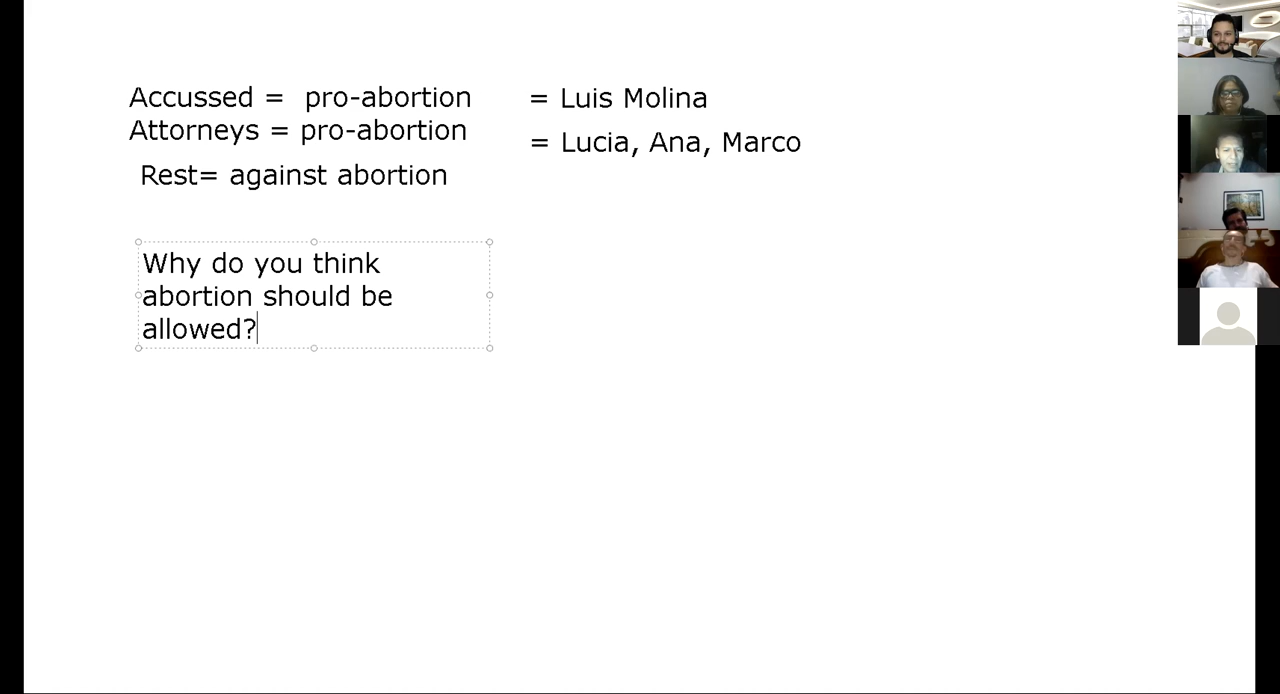 Accussed = pro-abortion = Luis Molina
Attorneys = pro-abortion = Lucia, Ana, Marco
Rest= against abortion
Why do you think
abortion should be
allowed?